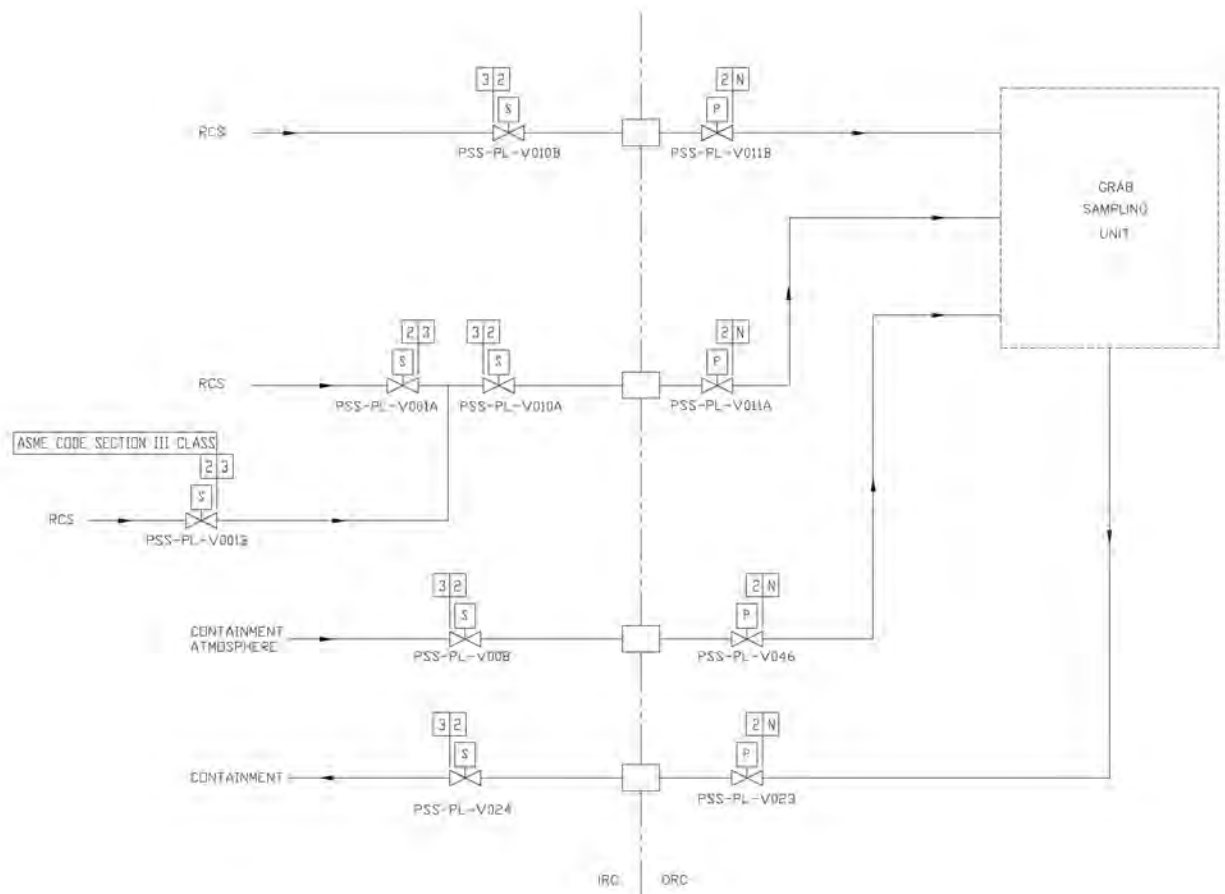 3 2
2 N
S
P
RCS
PSS-PL-V010B
PSS-PL-V011B
GRAB
SAMPLING
UNIT
2 3
3 2
2 N
S
S
P
RCS
PSS-PL-V001A
PSS-PL-V010A
PSS-PL-V011A
ASME CODE SECTION III CLASS
2 3
S
RCS
PSS-PL-V001B
3 2
2 N
S
P
CONTAINMENT
ATMOSPHERE
PSS-PL-V008
PSS-PL-V046
3 2
2 N
S
P
CONTAINMENT
PSS-PL-V024
PSS-PL-V023
IRC
ORC